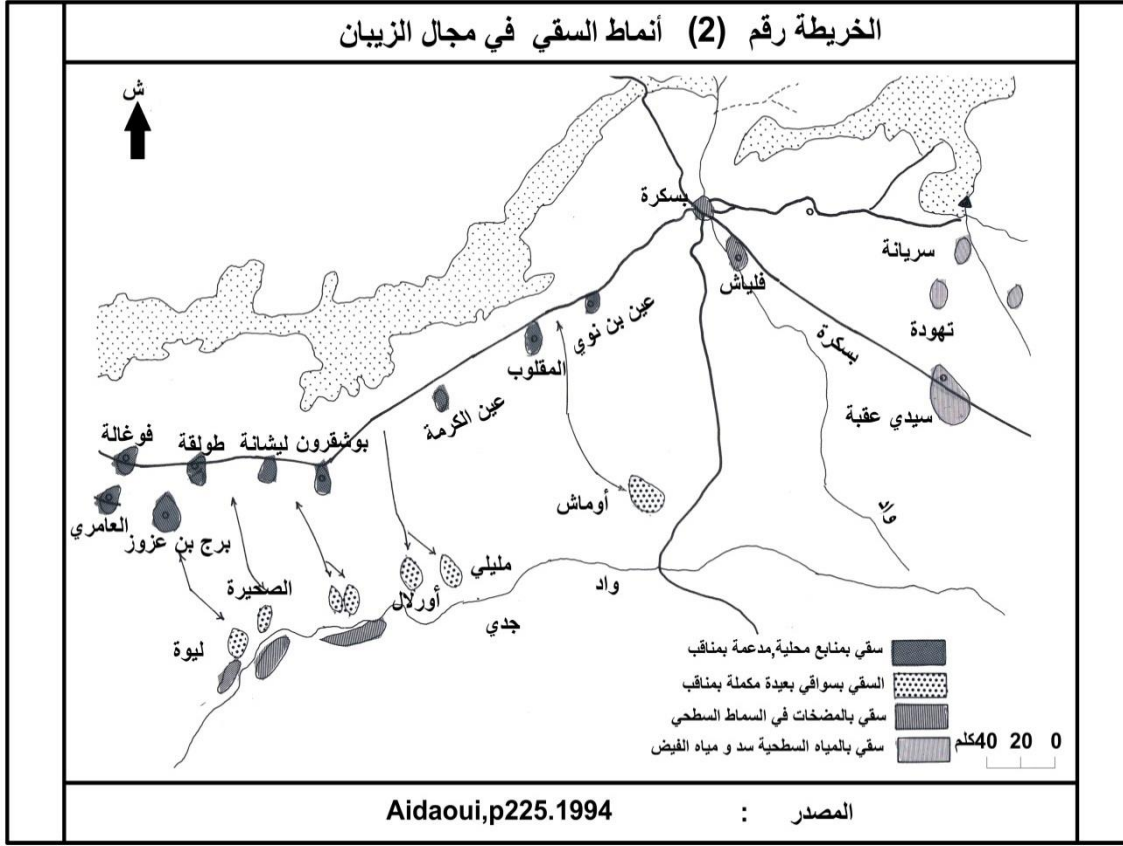 الخريطة رقم (2) أنماط السقي في مجال الزيبان
ش
بسكرة
سريانة
فلياش
تهودة
عين بن نوي
بسكرة
المقلوب
سيدي عقبة
عين الكرمة
فوغالة
طولقة
ليشانة
بوشقرون
أوماش
العامري
برج بن عزوز
واد
مليلي
الصحيرة
أورلال
واد
جدي
ليوة
سقي بمنابع محلية,مدعمة بمناقب
السقي بسواقي بعيدة مكملة بمناقب
سقي بالمضخات في السماط السطحي
سقي بالمياه السطحية سد و مياه الفيض
0 20 40كلم
المصدر : Aidaoui,p225.1994